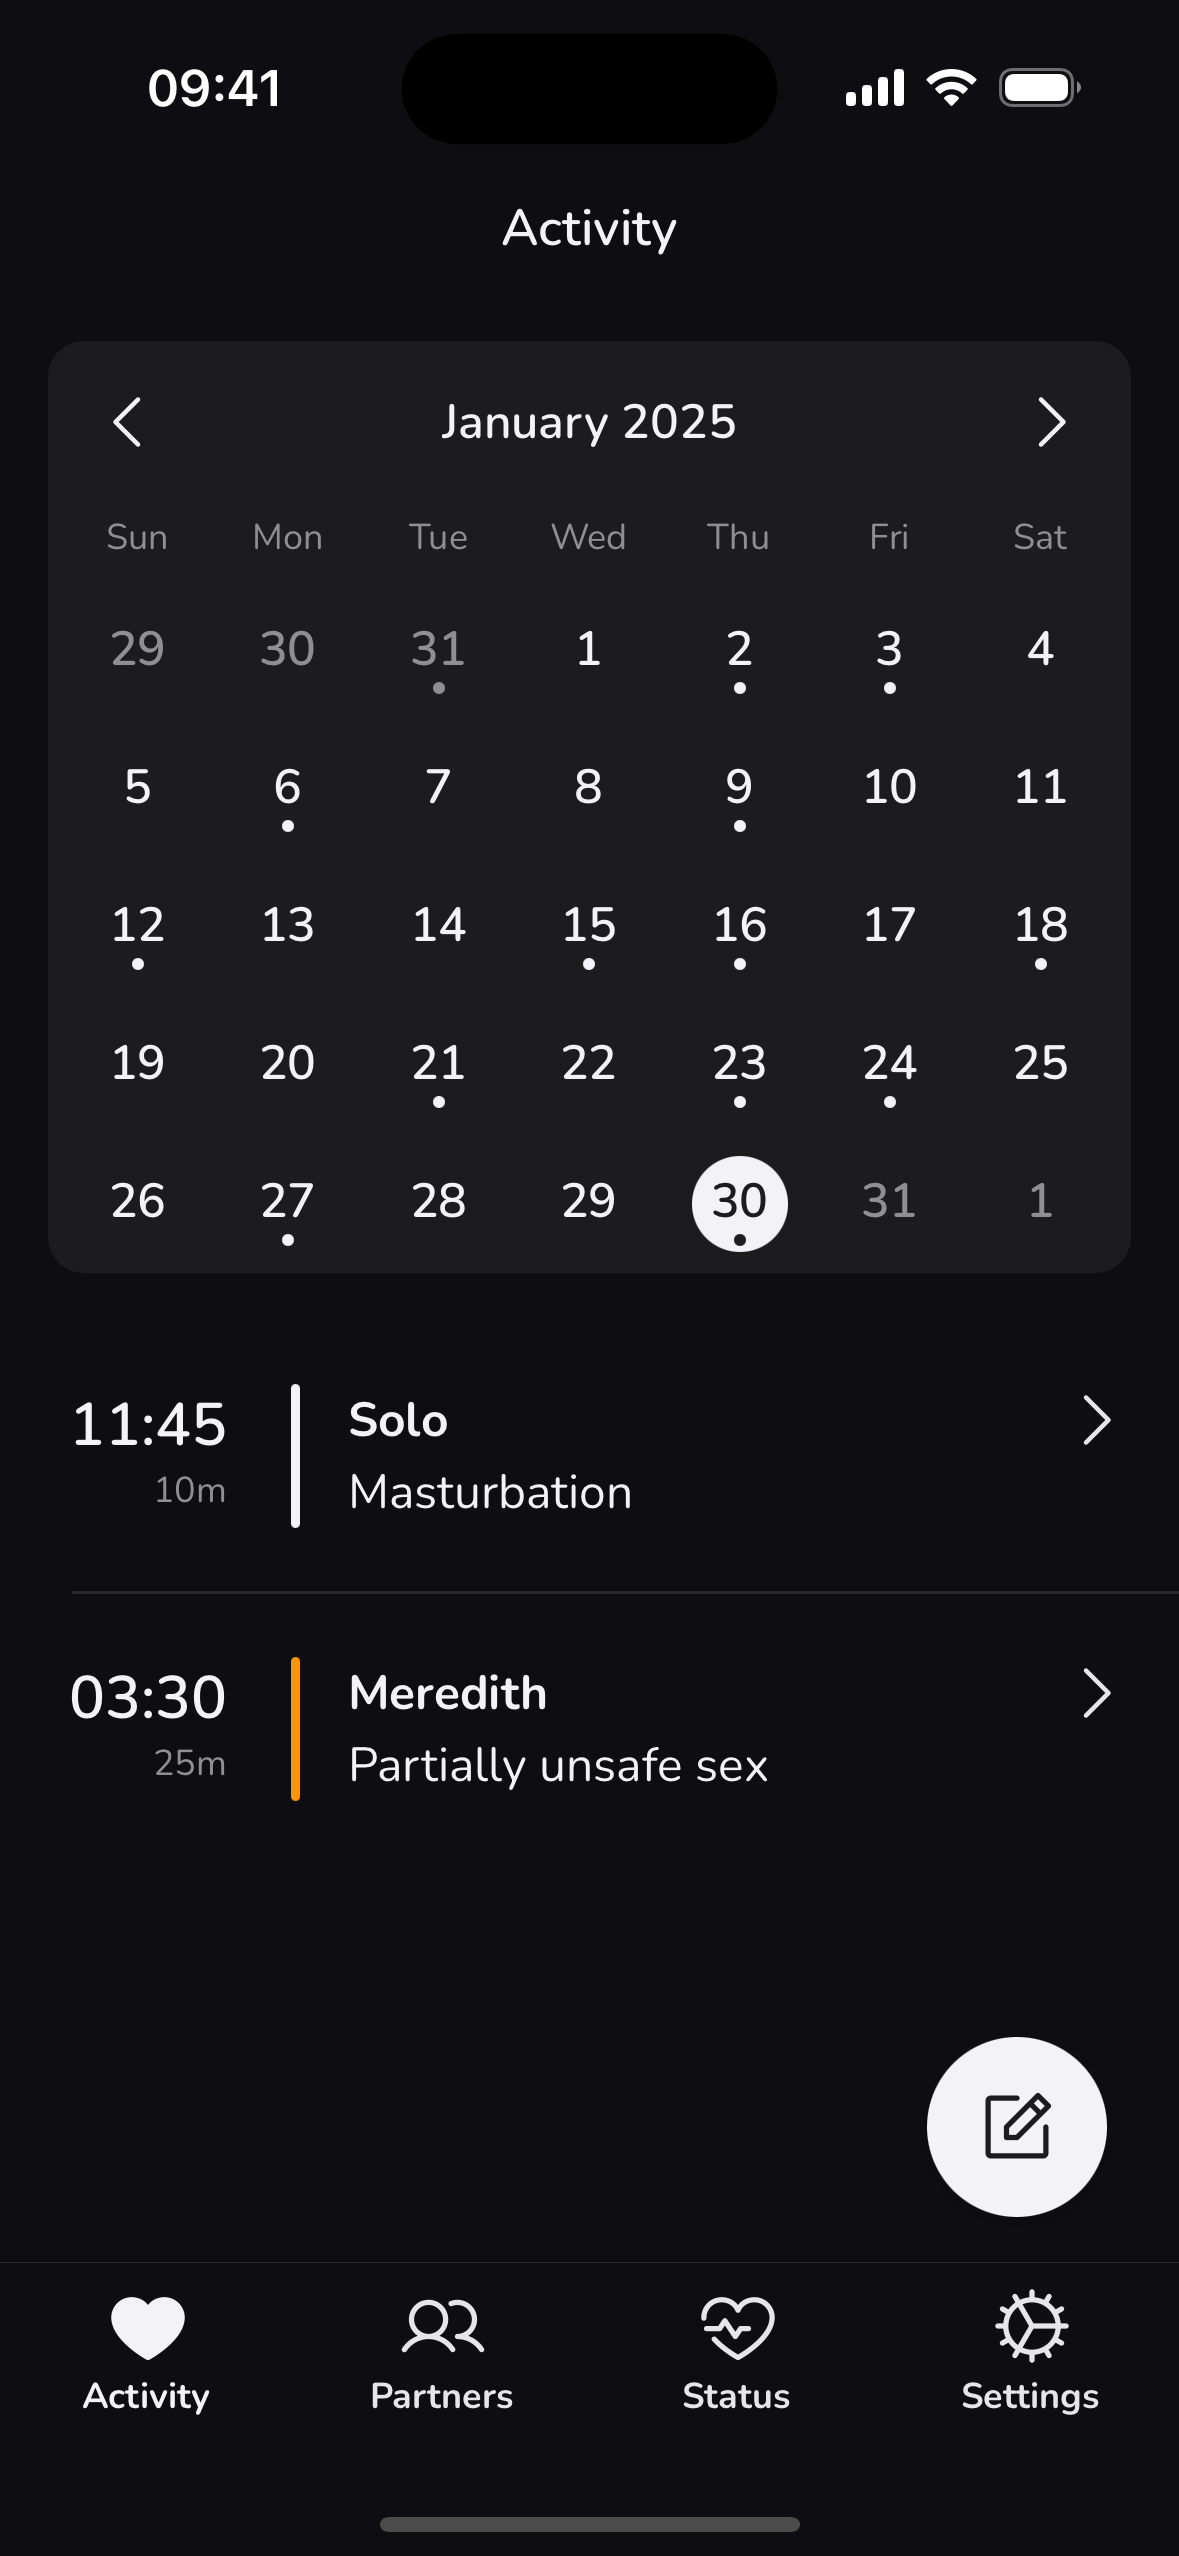 09:41
Activity
January 2025
Sun Mon Tue Wed Thu Fri Sat
29 30 31 1 2 3 4
5 6 7 8 9 10 11
12 13 14 15 16 17 18
19 20 21 22 23 24 25
26 27 28 29 30 31 1
11:45 Solo
10m Masturbation
03:30 Meredith
25m Partially unsafe sex
Activity Partners Status Settings